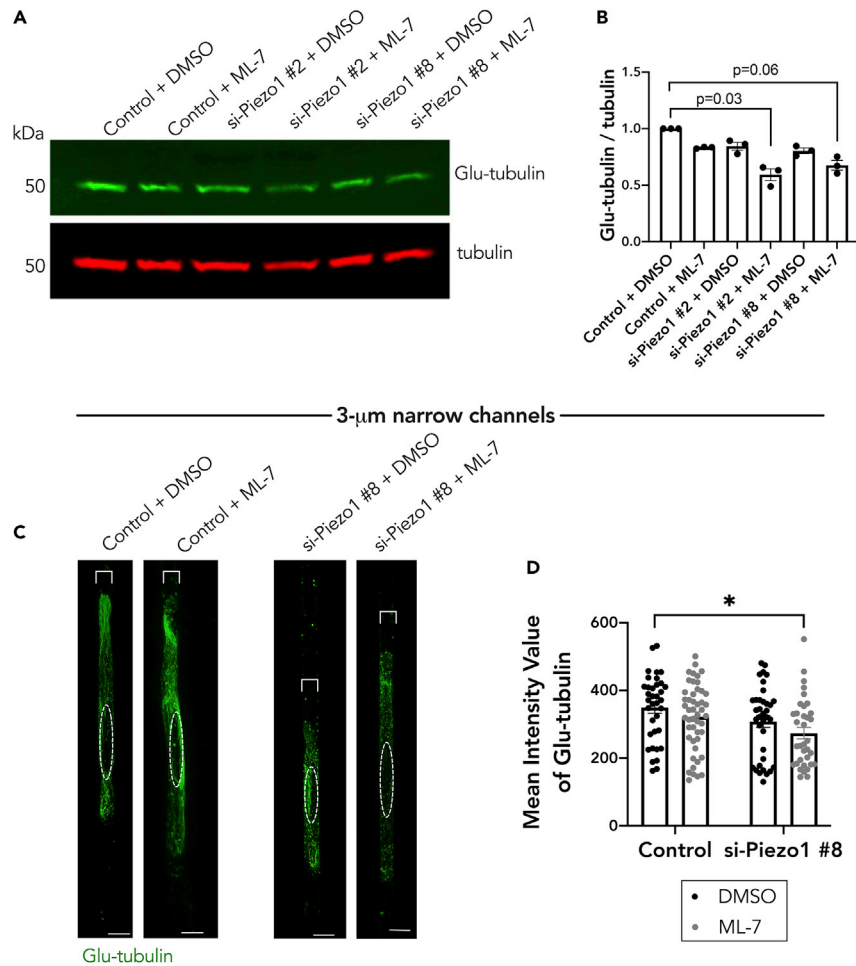 A
Control + DMSO
Control + ML-7
si-Piezo1 #2 + DMSO
si-Piezo1 #2 + ML-7
si-Piezo1 #8 + DMSO
si-Piezo1 #8 + ML-7
kDa
50
Glu-tubulin
50
tubulin
B
p=0.06
p=0.03
1.5
1.0
0.5
0.0
Glu-tubulin / tubulin
Control + DMSO
Control + ML-7
si-Piezo1 #2 + DMSO
si-Piezo1 #2 + ML-7
si-Piezo1 #8 + DMSO
si-Piezo1 #8 + ML-7
3-μm narrow channels
C
Control + DMSO
Control + ML-7
si-Piezo1 #8 + DMSO
si-Piezo1 #8 + ML-7
Glu-tubulin
D
*
600
400
200
0
Mean Intensity Value
of Glu-tubulin
Control
si-Piezo1 #8
DMSO
ML-7